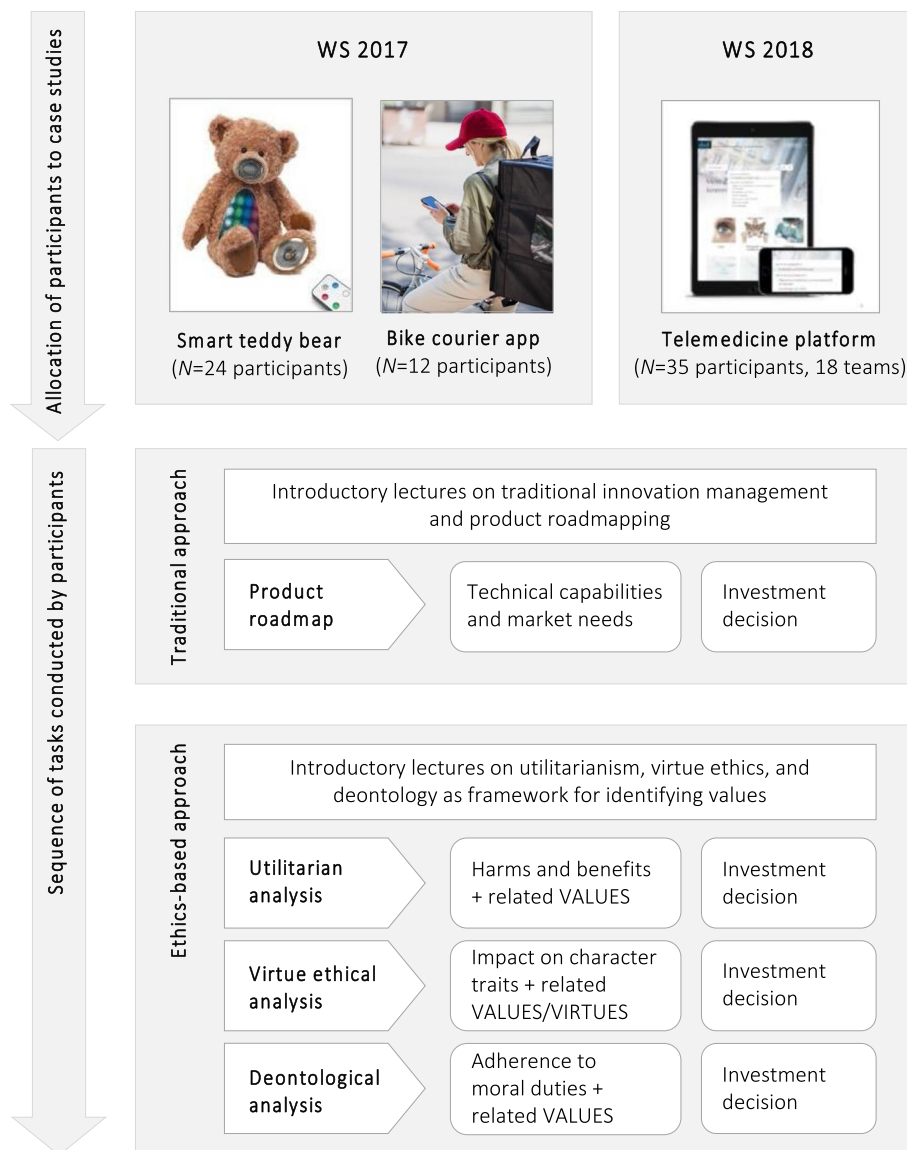 Allocation of participants to case studies
WS 2017
WS 2018
Smart teddy bear
(N=24 participants)
Bike courier app
(N=12 participants)
Telemedicine platform
(N=35 participants, 18 teams)
Sequence of tasks conducted by participants
Traditional approach
Introductory lectures on traditional innovation management
and product roadmapping
Product
roadmap
Technical capabilities
and market needs
Investment
decision
Ethics-based approach
Introductory lectures on utilitarianism, virtue ethics, and
deontology as framework for identifying values
Utilitarian
analysis
Harms and benefits
+ related VALUES
Investment
decision
Virtue ethical
analysis
Impact on character
traits + related
VALUES/VIRTUES
Investment
decision
Deontological
analysis
Adherence to
moral duties +
related VALUES
Investment
decision